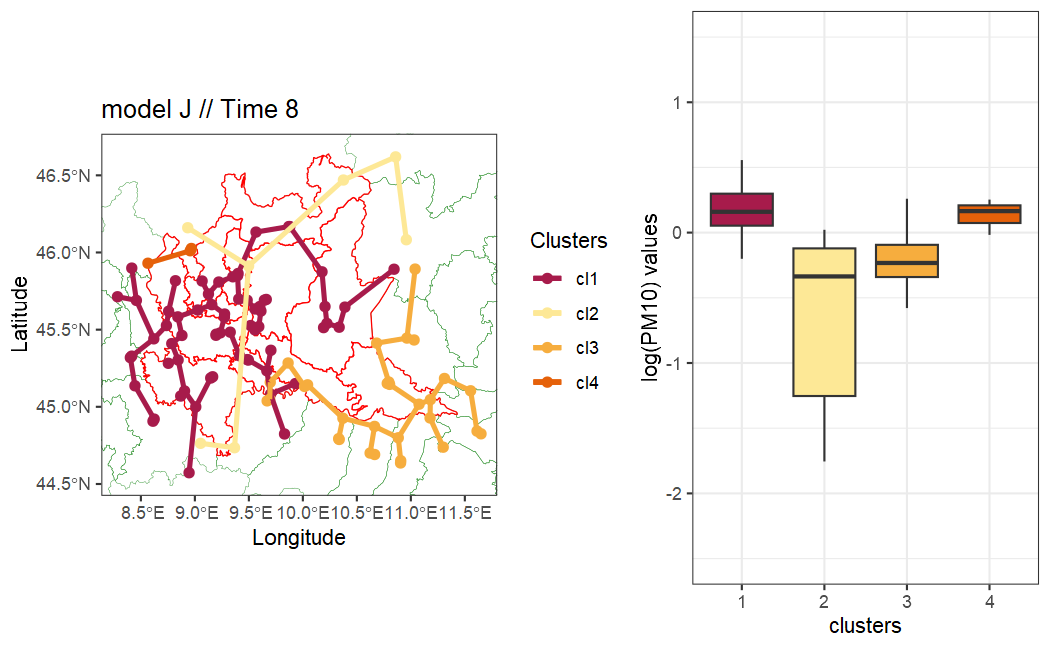 model J // Time 8
46.5°N
46.0°N
45.5°N
45.0°N
44.5°N
Latitude
8.5°E 9.0°E 9.5°E 10.0°E 10.5°E 11.0°E 11.5°E
Longitude
Clusters
cl1
cl2
cl3
cl4
log(PM10) values
1
0
-1
-2
1 2 3 4
clusters